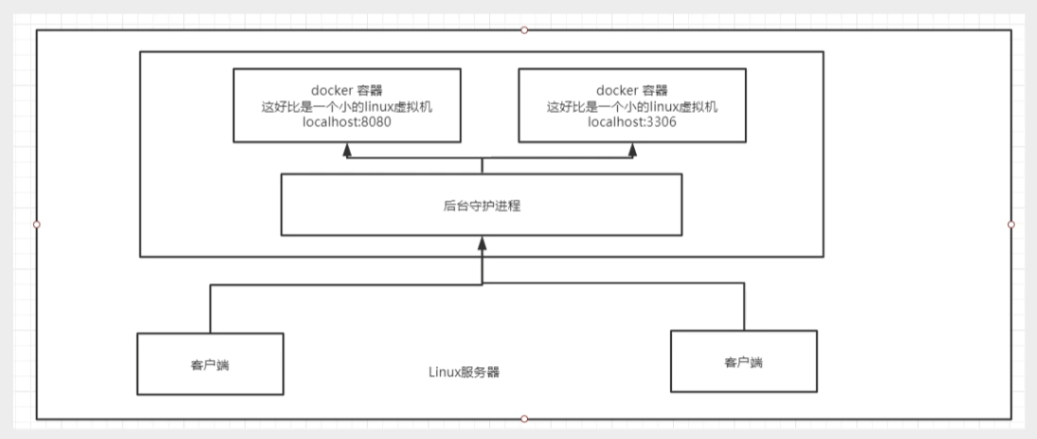 docker 容器
这好比是一个小的linux虚拟机
localhost:8080
docker 容器
这好比是一个小的linux虚拟机
localhost:3306
后台守护进程
客户端
客户端
Linux服务器